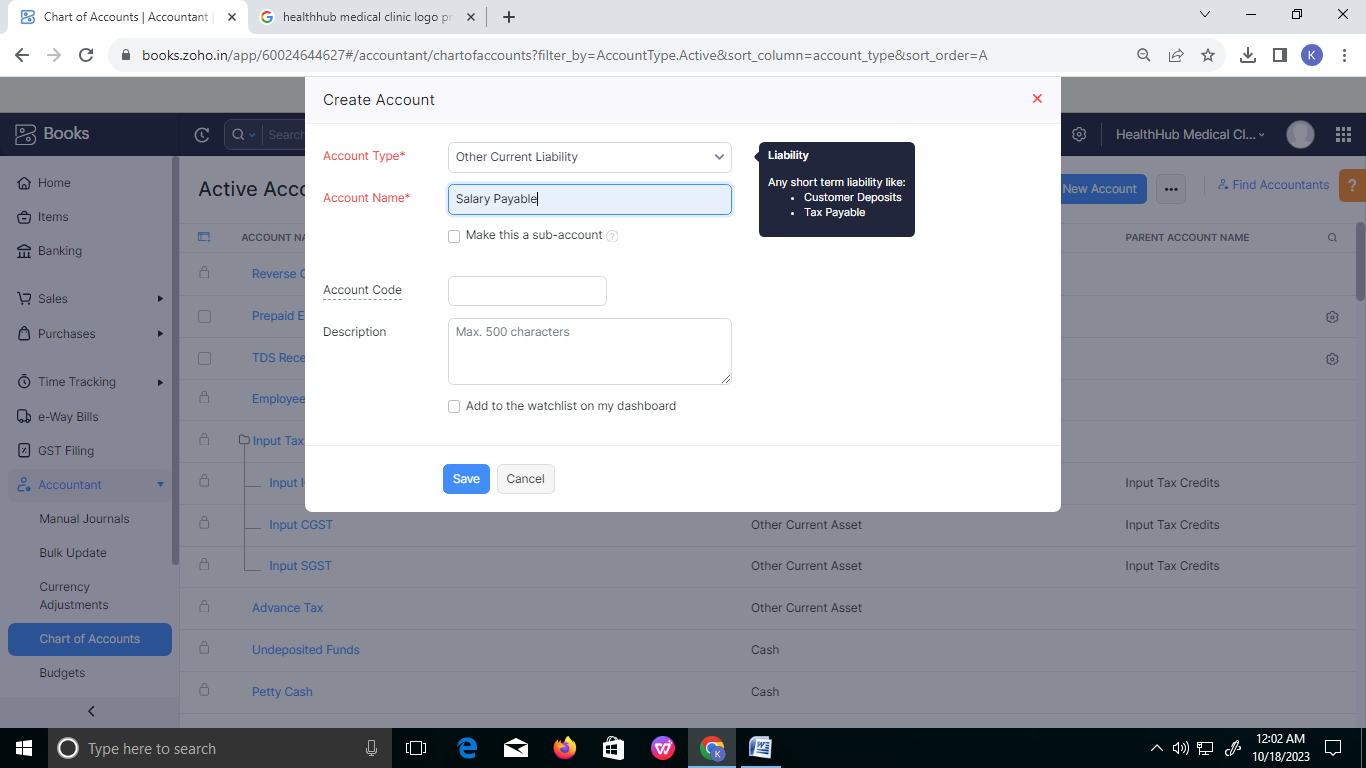 Chart of Accounts | Accountant |
healthhub medical clinic logo pr
books.zoho.in/app/60024644627#/accountant/chartofaccounts?filter_by=AccountType.Active&sort_column=account_type&sort_order=A
K
Create Account
Books
Search
HealthHub Medical Cl...
Account Type*
Other Current Liability
Liability
Any short term liability like:
Customer Deposits
Tax Payable
Home
Active Acc
New Account
Find Accountants
?
Account Name*
Salary Payable
Items
Make this a sub-account ?
ACCOUNT NA
PARENT ACCOUNT NAME
Banking
Reverse C
Account Code
Sales
Prepaid E
Description
Max. 500 characters
Purchases
TDS Rece
Time Tracking
Employee
Add to the watchlist on my dashboard
e-Way Bills
Input Tax
GST Filing
Save
Cancel
Accountant
Input I
Input Tax Credits
Manual Journals
Input CGST
Other Current Asset
Input Tax Credits
Bulk Update
Input SGST
Other Current Asset
Input Tax Credits
Currency
Adjustments
Advance Tax
Other Current Asset
Chart of Accounts
Undeposited Funds
Cash
Budgets
Petty Cash
Cash
Type here to search
K
12:02 AM
10/18/2023